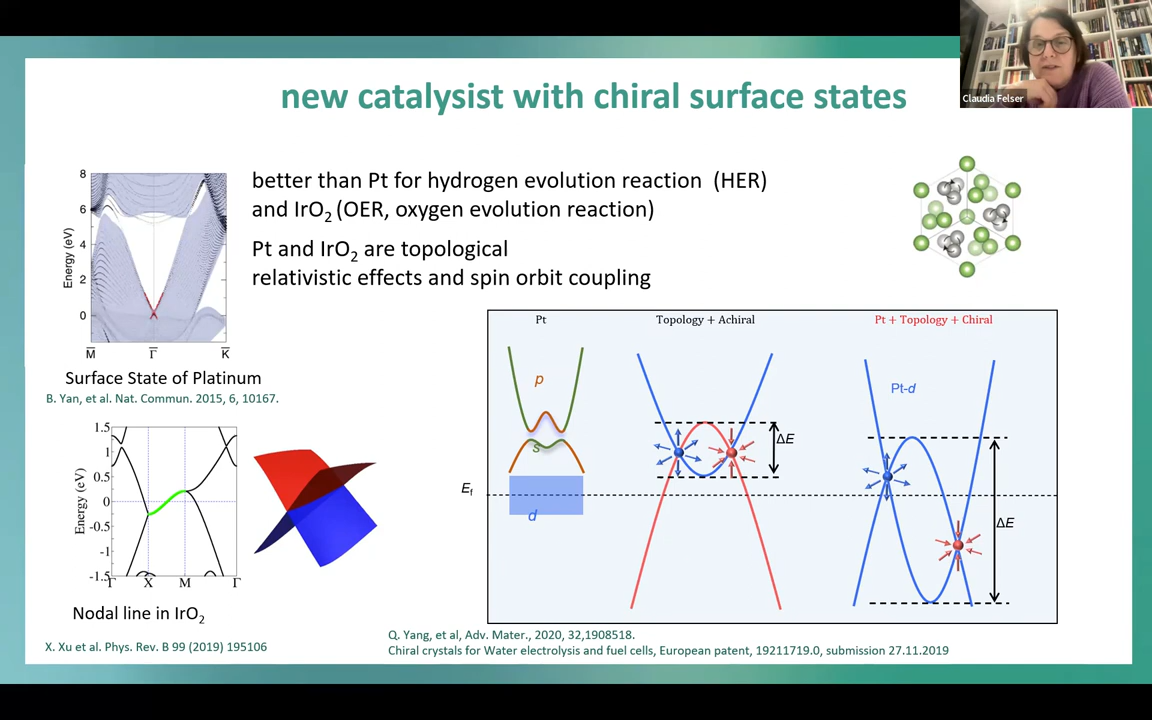 Claudia Felser
new catalysist with chiral surface states
better than Pt for hydrogen evolution reaction (HER)
and IrO2 (OER, oxygen evolution reaction)
Pt and IrO2 are topological
relativistic effects and spin orbit coupling
8
6
4
2
0
Energy (eV)
M̅ Γ̅ K̅
Surface State of Platinum
B. Yan, et al. Nat. Commun. 2015, 6, 10167.
1.5
1
0.5
0
-0.5
-1
-1.5
Energy (eV)
Γ X M Γ
Nodal line in IrO2
X. Xu et al. Phys. Rev. B 99 (2019) 195106
Pt
Topology + Achiral
Pt + Topology + Chiral
p
s
d
Ef
ΔE
Pt-d
ΔE
Q. Yang, et al, Adv. Mater., 2020, 32,1908518.
Chiral crystals for Water electrolysis and fuel cells, European patent, 19211719.0, submission 27.11.2019